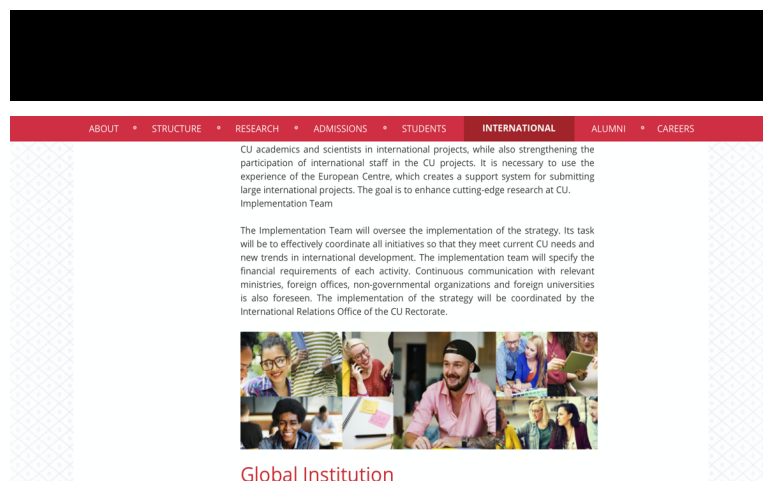 ABOUT STRUCTURE RESEARCH ADMISSIONS STUDENTS INTERNATIONAL ALUMNI CAREERS
CU academics and scientists in international projects, while also strengthening the
participation of international staff in the CU projects. It is necessary to use the
experience of the European Centre, which creates a support system for submitting
large international projects. The goal is to enhance cutting-edge research at CU.
Implementation Team
The Implementation Team will oversee the implementation of the strategy. Its task
will be to effectively coordinate all initiatives so that they meet current CU needs and
new trends in international development. The implementation team will specify the
financial requirements of each activity. Continuous communication with relevant
ministries, foreign offices, non-governmental organizations and foreign universities
is also foreseen. The implementation of the strategy will be coordinated by the
International Relations Office of the CU Rectorate.
Global Institution